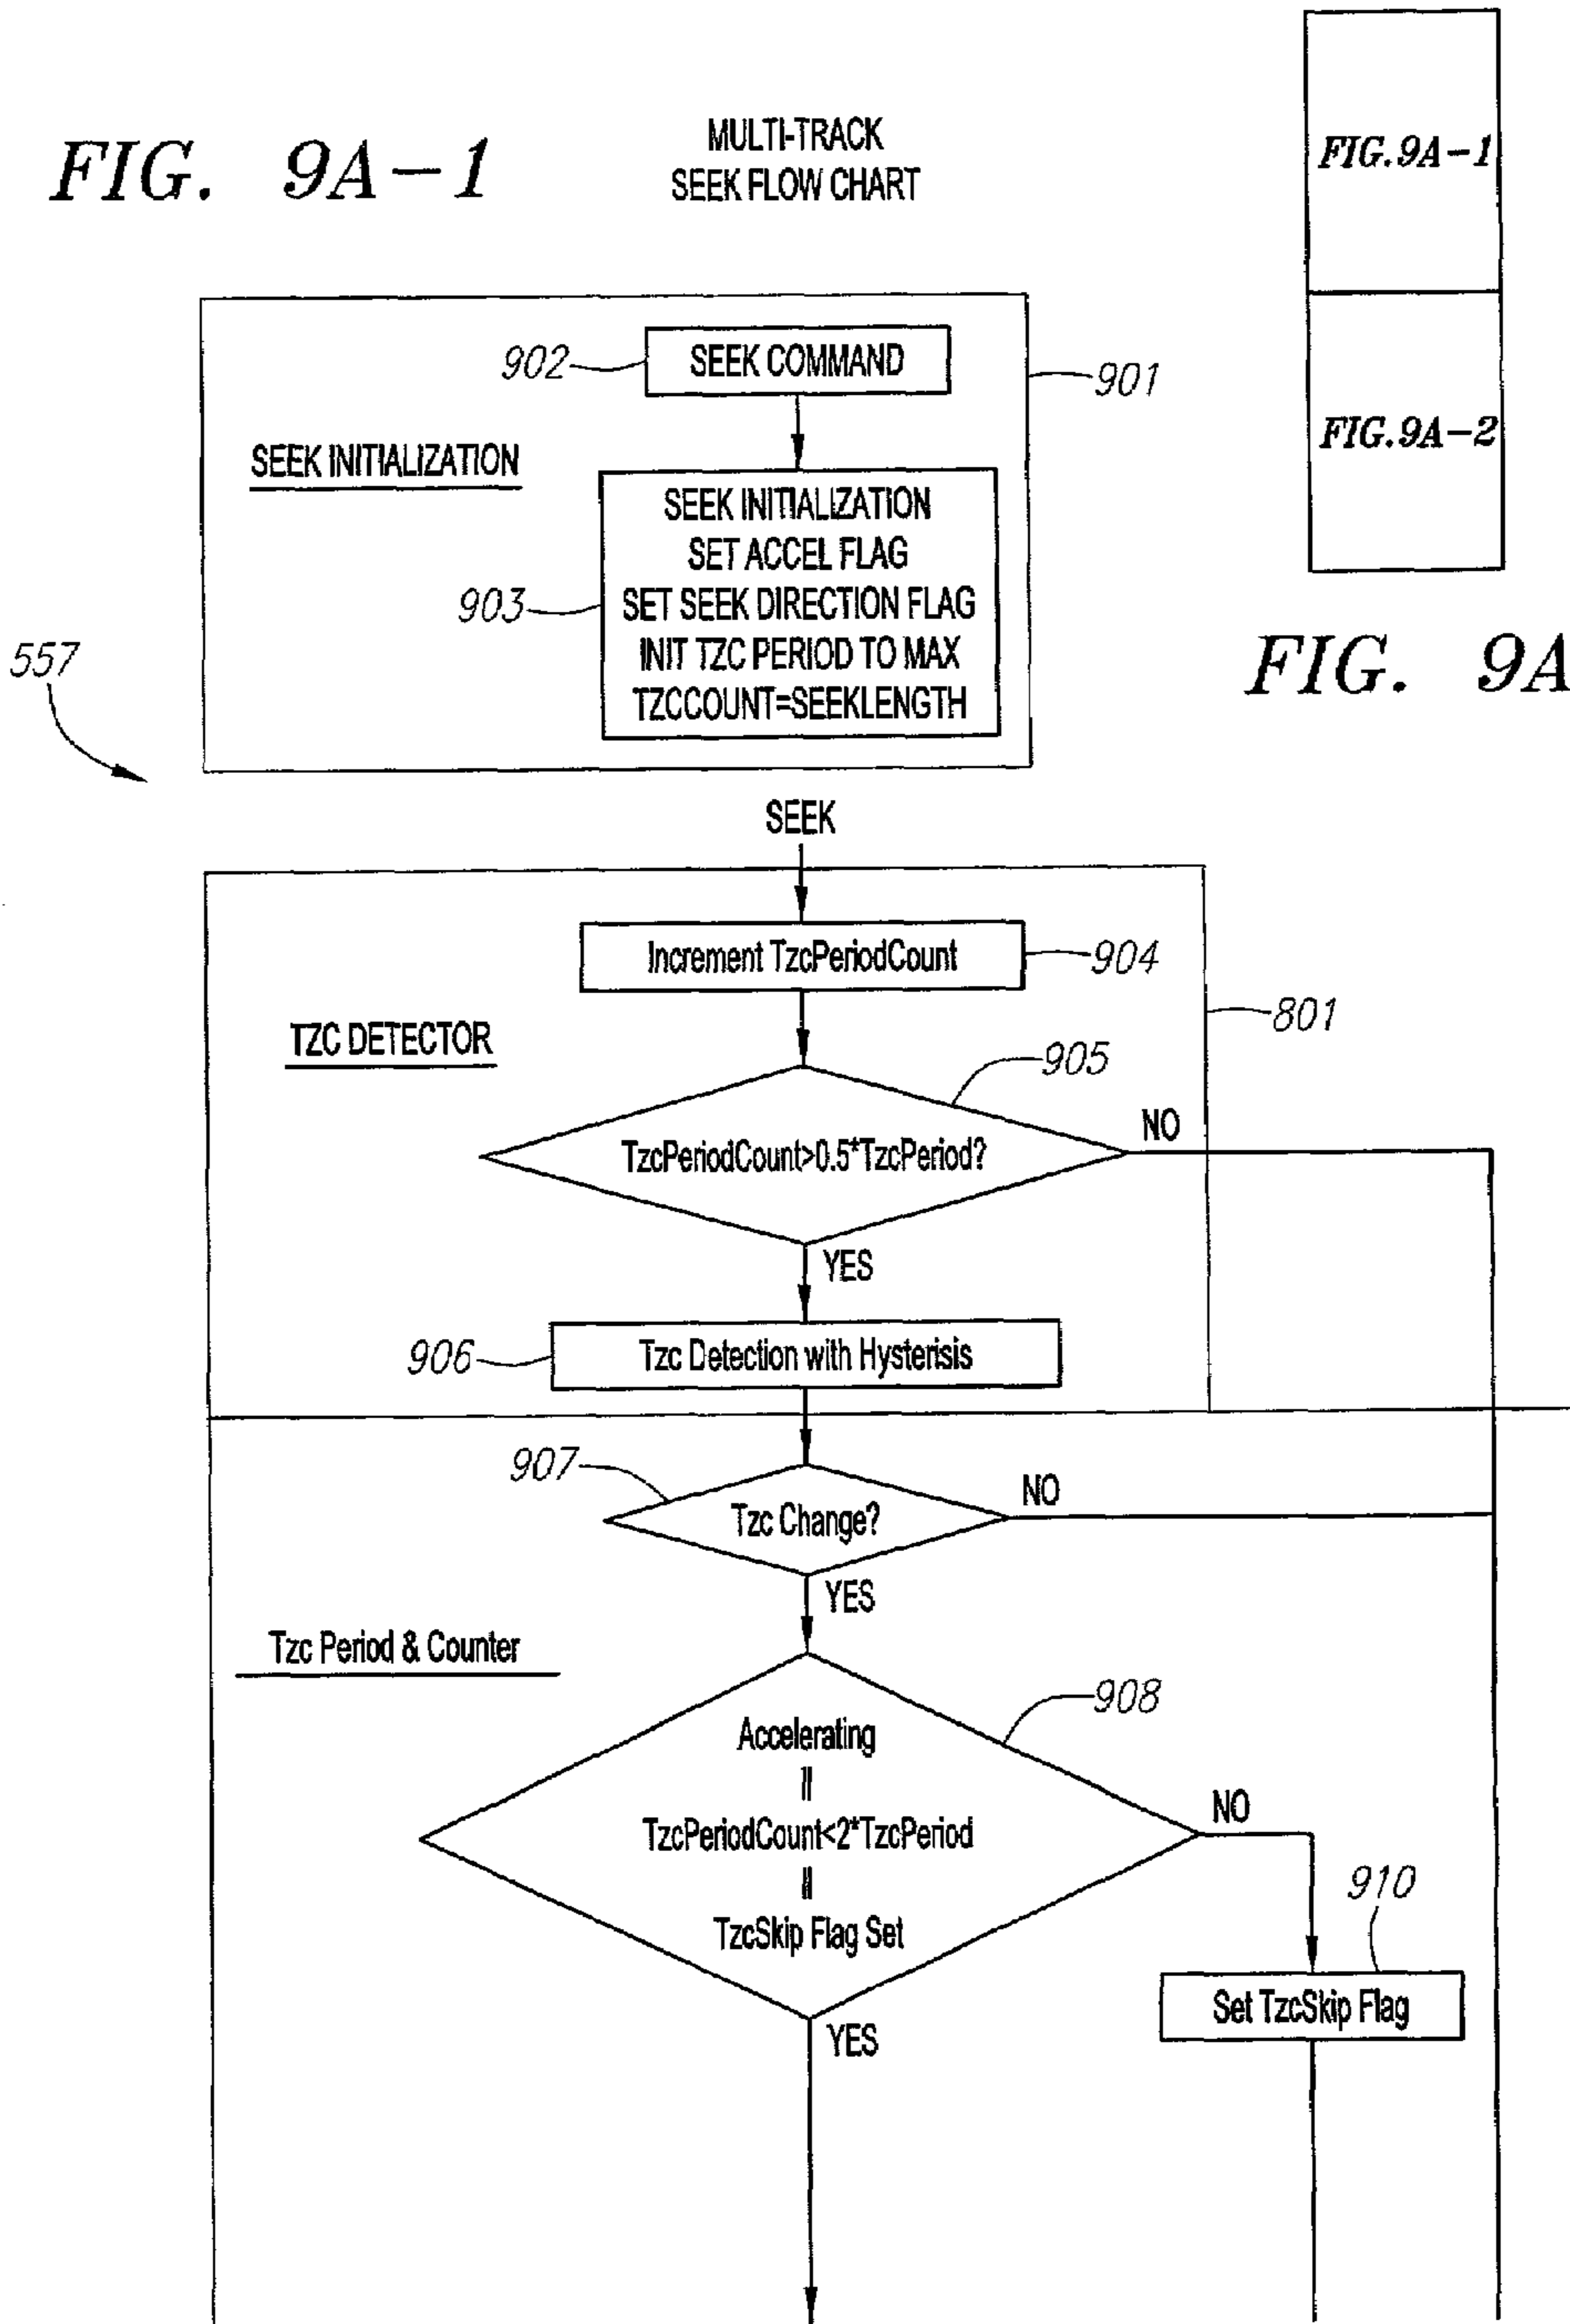 FIG. 9A-1
MULTI-TRACK
SEEK FLOW CHART
FIG.9A-1
FIG.9A-2
FIG. 9A
902
SEEK COMMAND
901
SEEK INITIALIZATION
903
SEEK INITIALIZATION
SET ACCEL FLAG
SET SEEK DIRECTION FLAG
INIT TZC PERIOD TO MAX
TZCCOUNT=SEEKLENGTH
557
SEEK
Increment TzcPeriodCount
904
801
TZC DETECTOR
905
TzcPeriodCount>0.5*TzcPeriod?
NO
YES
906
Tzc Detection with Hysterisis
907
Tzc Change?
NO
YES
Tzc Period & Counter
908
Accelerating
||
TzcPeriodCount<2*TzcPeriod
||
TzcSkip Flag Set
NO
910
Set TzcSkip Flag
YES